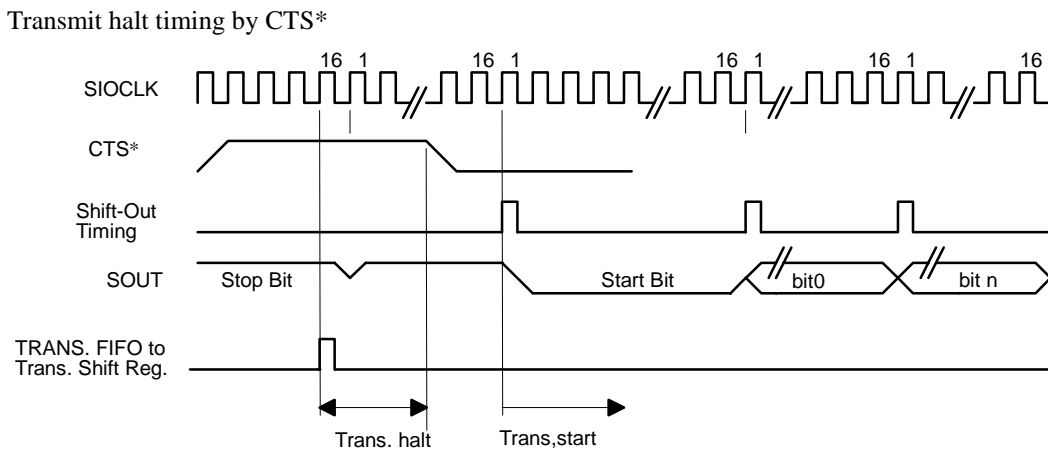 Transmit halt timing by CTS*
16 1 16 1 16 1 16 1 16
SIOCLK
CTS*
Shift-Out
Timing
SOUT
Stop Bit
Start Bit
bit0
bit n
TRANS. FIFO to
Trans. Shift Reg.
Trans. halt
Trans,start